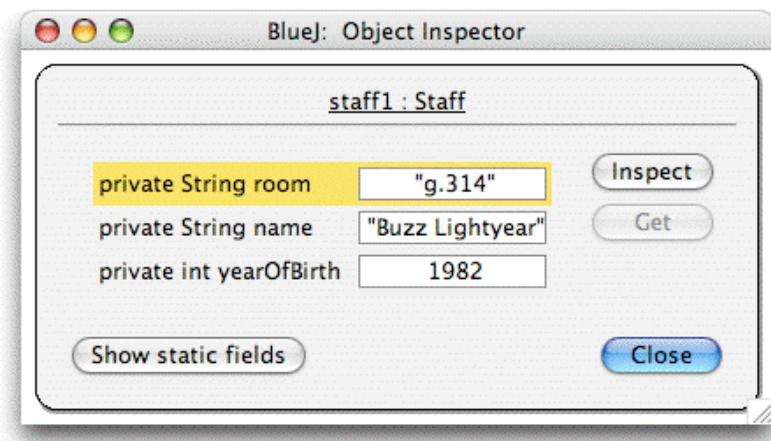 BlueJ: Object Inspector
staff1 : Staff
private String room "g.314" Inspect
private String name "Buzz Lightyear" Get
private int yearOfBirth 1982
Show static fields Close